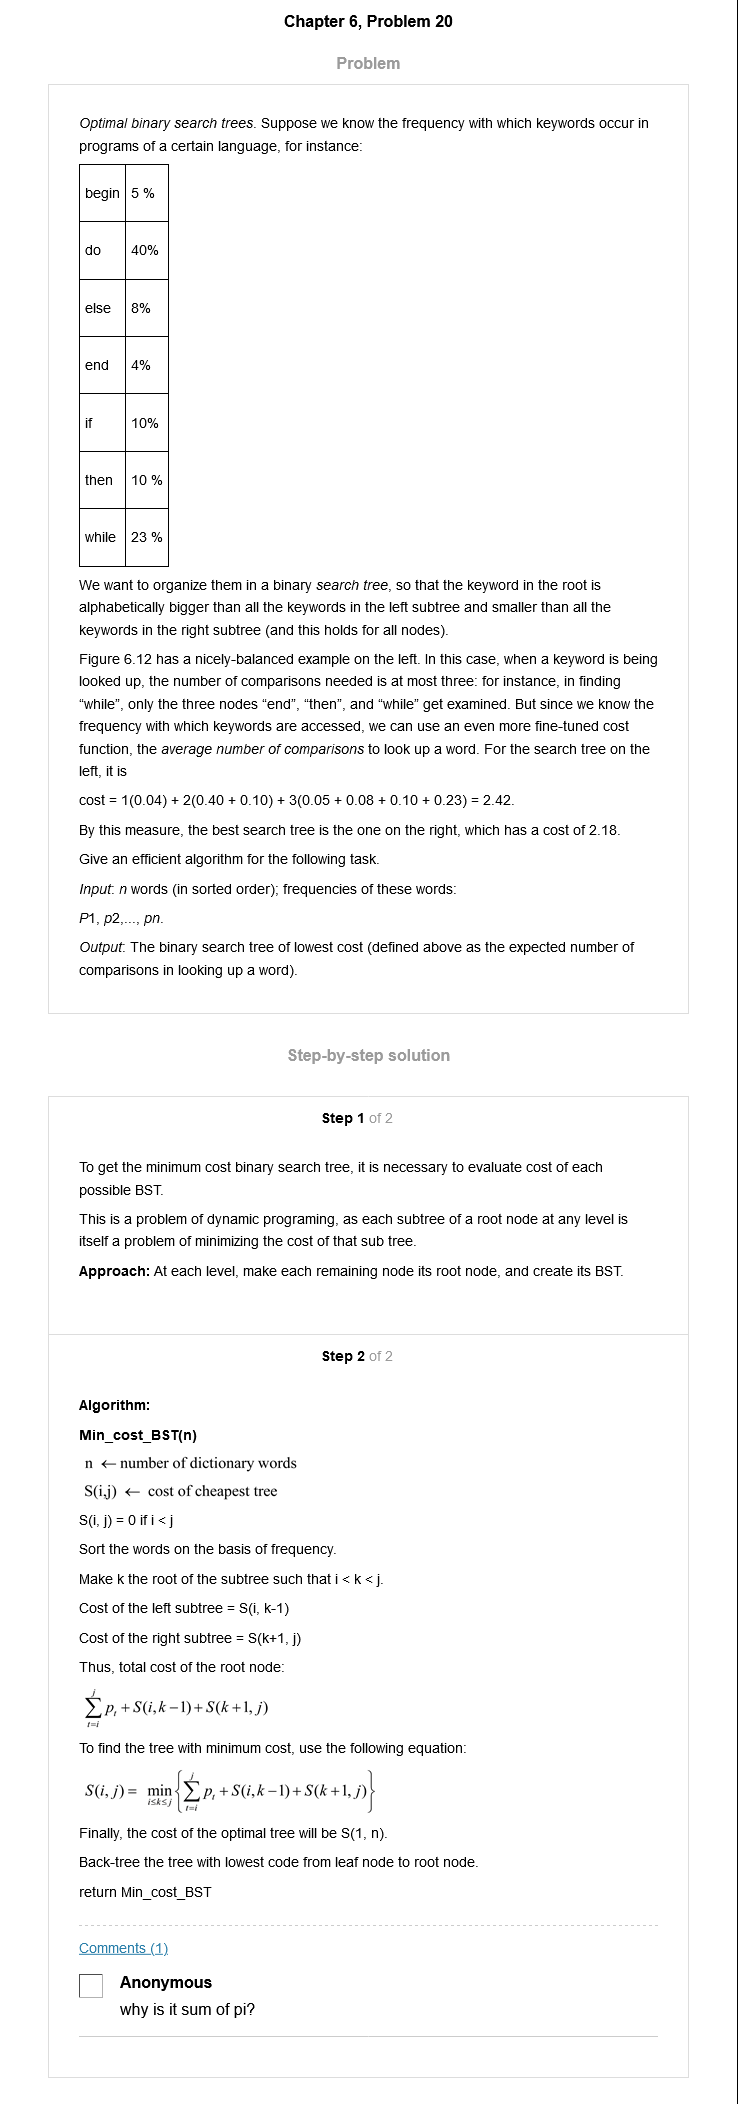 Chapter 6, Problem 20
Problem
Optimal binary search trees. Suppose we know the frequency with which keywords occur in
programs of a certain language, for instance:
begin 5 %
do 40%
else 8%
end 4%
if 10%
then 10 %
while 23 %
We want to organize them in a binary search tree, so that the keyword in the root is
alphabetically bigger than all the keywords in the left subtree and smaller than all the
keywords in the right subtree (and this holds for all nodes).
Figure 6.12 has a nicely-balanced example on the left. In this case, when a keyword is being
looked up, the number of comparisons needed is at most three: for instance, in finding
“while”, only the three nodes “end”, “then”, and “while” get examined. But since we know the
frequency with which keywords are accessed, we can use an even more fine-tuned cost
function, the average number of comparisons to look up a word. For the search tree on the
left, it is
cost = 1(0.04) + 2(0.40 + 0.10) + 3(0.05 + 0.08 + 0.10 + 0.23) = 2.42.
By this measure, the best search tree is the one on the right, which has a cost of 2.18.
Give an efficient algorithm for the following task.
Input: n words (in sorted order); frequencies of these words:
P1, p2,..., pn.
Output: The binary search tree of lowest cost (defined above as the expected number of
comparisons in looking up a word).
Step-by-step solution
Step 1 of 2
To get the minimum cost binary search tree, it is necessary to evaluate cost of each
possible BST.
This is a problem of dynamic programing, as each subtree of a root node at any level is
itself a problem of minimizing the cost of that sub tree.
Approach: At each level, make each remaining node its root node, and create its BST.
Step 2 of 2
Algorithm:
Min_cost_BST(n)
n ← number of dictionary words
S(i,j) ← cost of cheapest tree
S(i, j) = 0 if i < j
Sort the words on the basis of frequency.
Make k the root of the subtree such that i < k < j.
Cost of the left subtree = S(i, k-1)
Cost of the right subtree = S(k+1, j)
Thus, total cost of the root node:
∑_{t=i}^{j} p_t + S(i, k−1) + S(k+1, j)
To find the tree with minimum cost, use the following equation:
S(i, j) = min_{i≤k≤j} {∑_{t=i}^{j} p_t + S(i, k−1) + S(k+1, j)}
Finally, the cost of the optimal tree will be S(1, n).
Back-tree the tree with lowest code from leaf node to root node.
return Min_cost_BST
Comments (1)
Anonymous
why is it sum of pi?